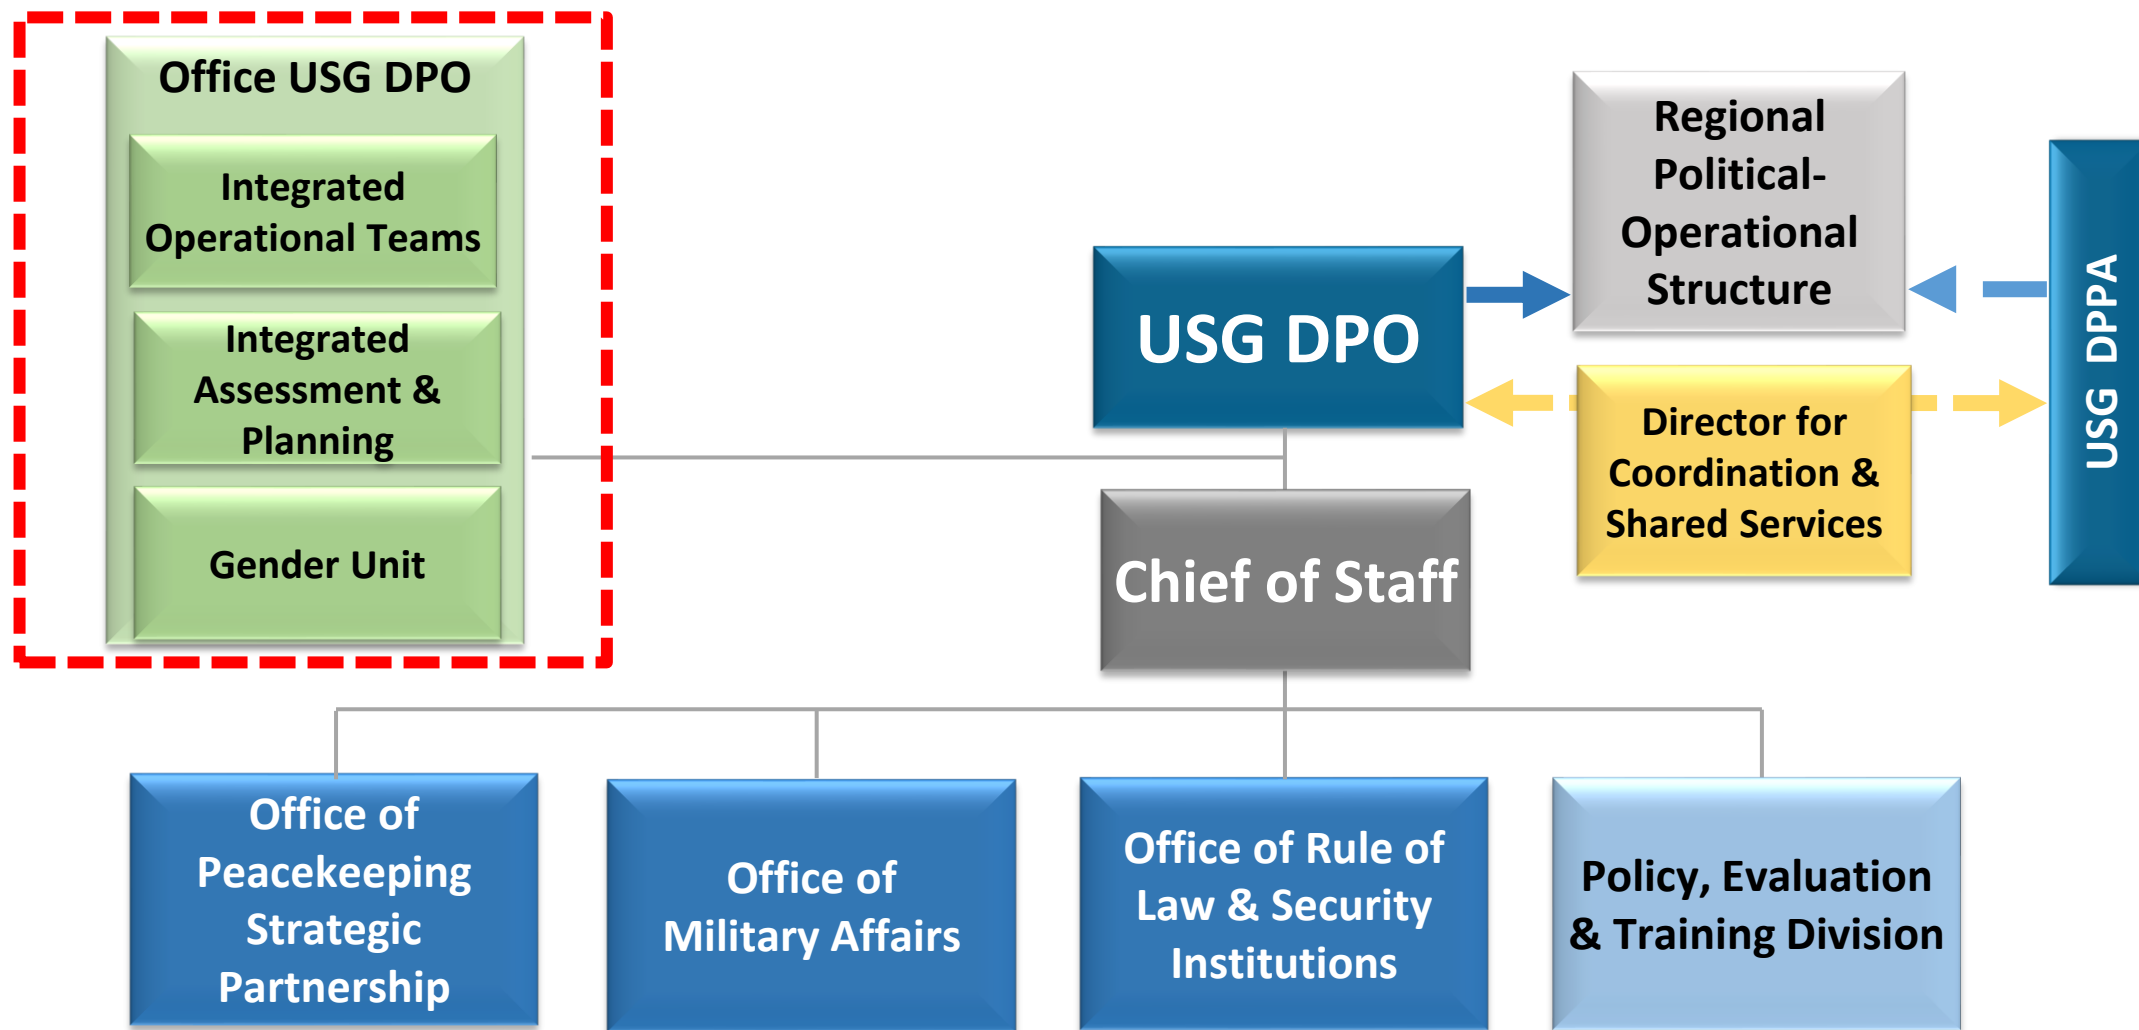 Office USG DPO
Integrated
Operational Teams
Integrated
Assessment &
Planning
Gender Unit
USG DPO
Regional
Political-
Operational
Structure
USG DPPA
Director for
Coordination &
Shared Services
Chief of Staff
Office of
Peacekeeping
Strategic
Partnership
Office of
Military Affairs
Office of Rule of
Law & Security
Institutions
Policy, Evaluation
& Training Division